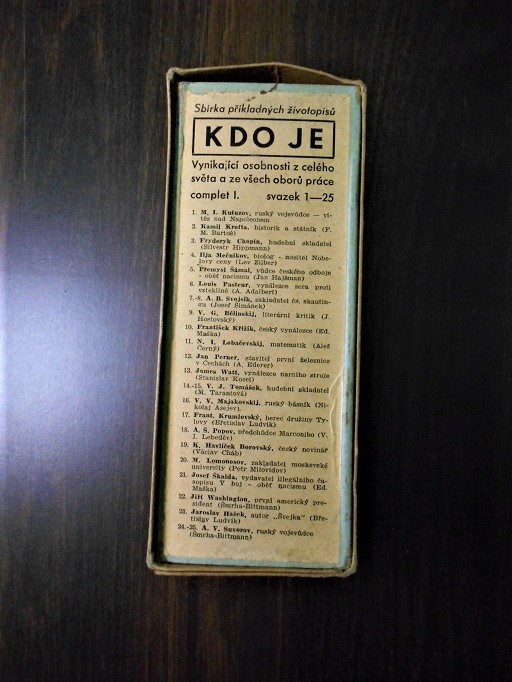 Sbírka příkladných životopisů
KDO JE
Vynikající osobnosti z celého
světa a ze všech oborů práce
complet I. svazek 1—25
1. M. I. Kutuzov, ruský vojevůdce — ví-
těz nad Napoleonem
2. Kamil Krofta, historik a státník (F.
M. Bartoš)
3. Fryderyk Chopin, hudební skladatel
(Silvestr Hippmann)
4. Ilja Mečnikov, biolog - nositel Nobe-
lovy ceny (Lev Zilber)
5. Přemysl Šámal, vůdce českého odboje
- oběť nacismu (Jan Hajšman)
6. Louis Pasteur, vynálezce sera proti
vzteklině (A. Adalbert)
7.-8. A. B. Svojsík, zakladatel čs. skautin-
gu (Josef Šimánek)
9. V. G. Bělinskij, literární kritik (J.
Hostovský)
10. František Křižík, český vynálezce (Ed.
Maška)
11. N. I. Lobačevskij, matematik (Aleš
Černý)
12. Jan Perner, stavitel první železnice
v Čechách (A. Ederer)
13. James Watt, vynálezce parního stroje
(Stanislav Kozel)
14.-15. V. J. Tomášek, hudební skladatel
(M. Tarantová)
16. V. V. Majakovskij, ruský básník (Ni-
kolaj Asejev).
17. Frant. Krumlovský, herec družiny Ty-
lovy (Břetislav Ludvík)
18. A. S. Popov, předchůdce Marconiho (V.
I. Lebeděv)
19. K. Havlíček Borovský, český novinář
(Václav Cháb)
20. M. Lomonosov, zakladatel moskevské
university (Petr Milovidov)
21. Josef Škalda, vydavatel illegálního ča-
sopisu V boj - oběť nacismu (Ed.
Maška)
22. Jiří Washington, první americký pre-
sident (Šmrha-Bittmann)
23. Jaroslav Hašek, autor „Švejka" (Bře-
tislav Ludvík)
24.-25. A. V. Suvorov, ruský vojevůdce
(Šmrha-Bittmann)